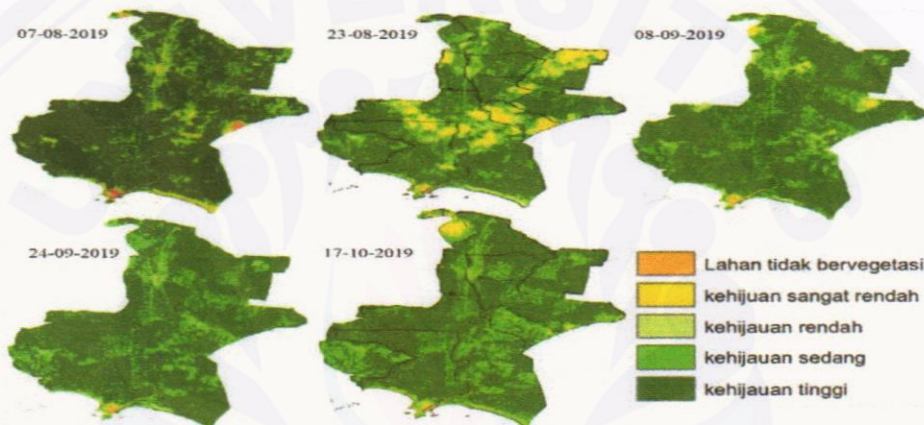 07-08-2019
23-08-2019
08-09-2019
24-09-2019
17-10-2019
Lahan tidak bervegetasi
kehijuan sangat rendah
kehijauan rendah
kehijauan sedang
kehijauan tinggi